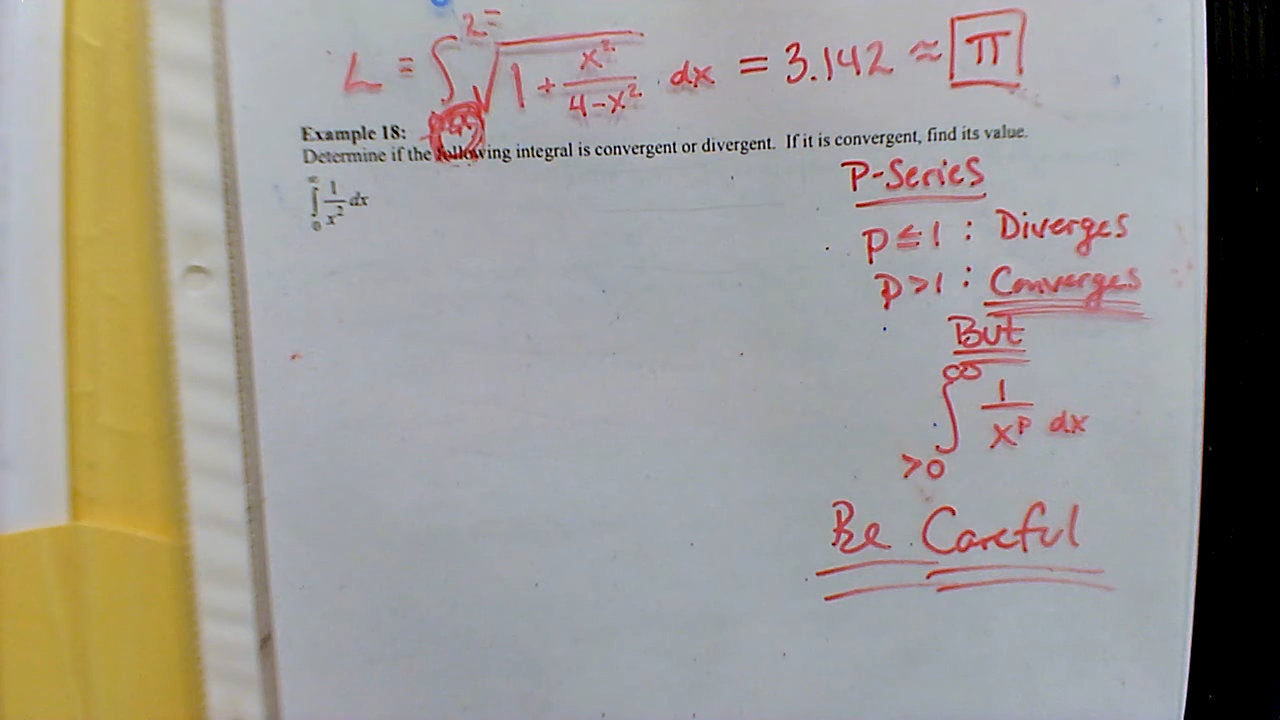 L = ∫ 2⁻ √(1 + x²/(4-x²)) dx = 3.142 ≈ π
Example 18:
Determine if the following integral is convergent or divergent. If it is convergent, find its value.
∫₀^∞ 1/x² dx
P-Series
P ≤ 1 : Diverges
P > 1 : Converges
But
∫_{>0}^∞ 1/x^p dx
Be Careful